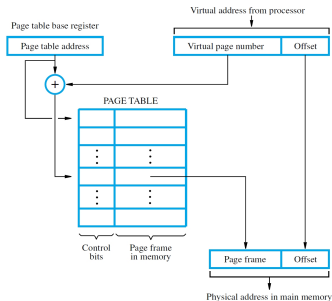 Virtual address from processor
Page table base register
Page table address
Virtual page number
Offset
+
PAGE TABLE
Control
bits
Page frame
in memory
Page frame
Offset
Physical address in main memory